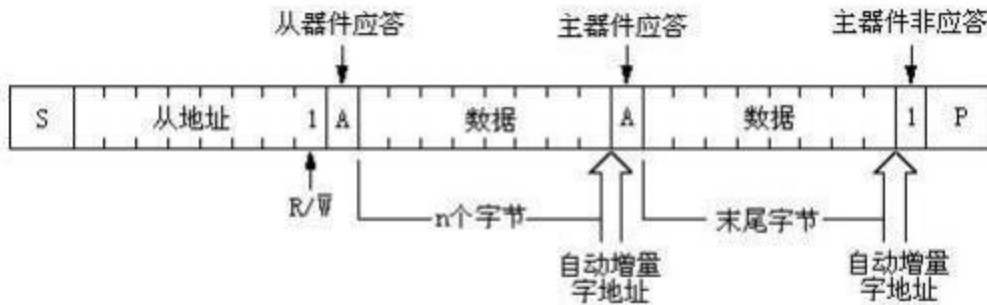 从器件应答 主器件应答 主器件非应答
S 从地址 1 A 数据 A 数据 1 P
R/W̅ n个字节 末尾字节
自动增量 自动增量
字地址 字地址